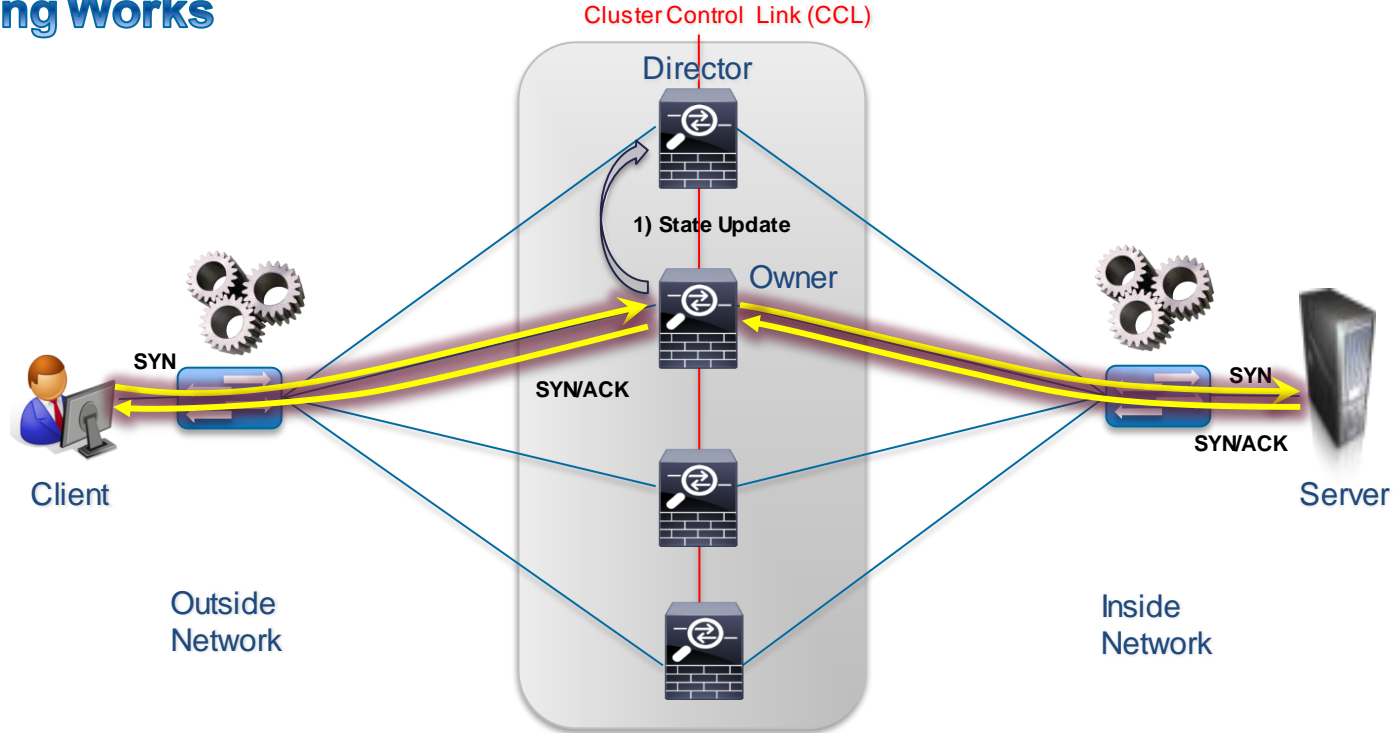 ng Works
Cluster Control Link (CCL)
Director
1) State Update
Owner
SYN
SYN/ACK
SYN
SYN/ACK
Client
Server
Outside
Network
Inside
Network